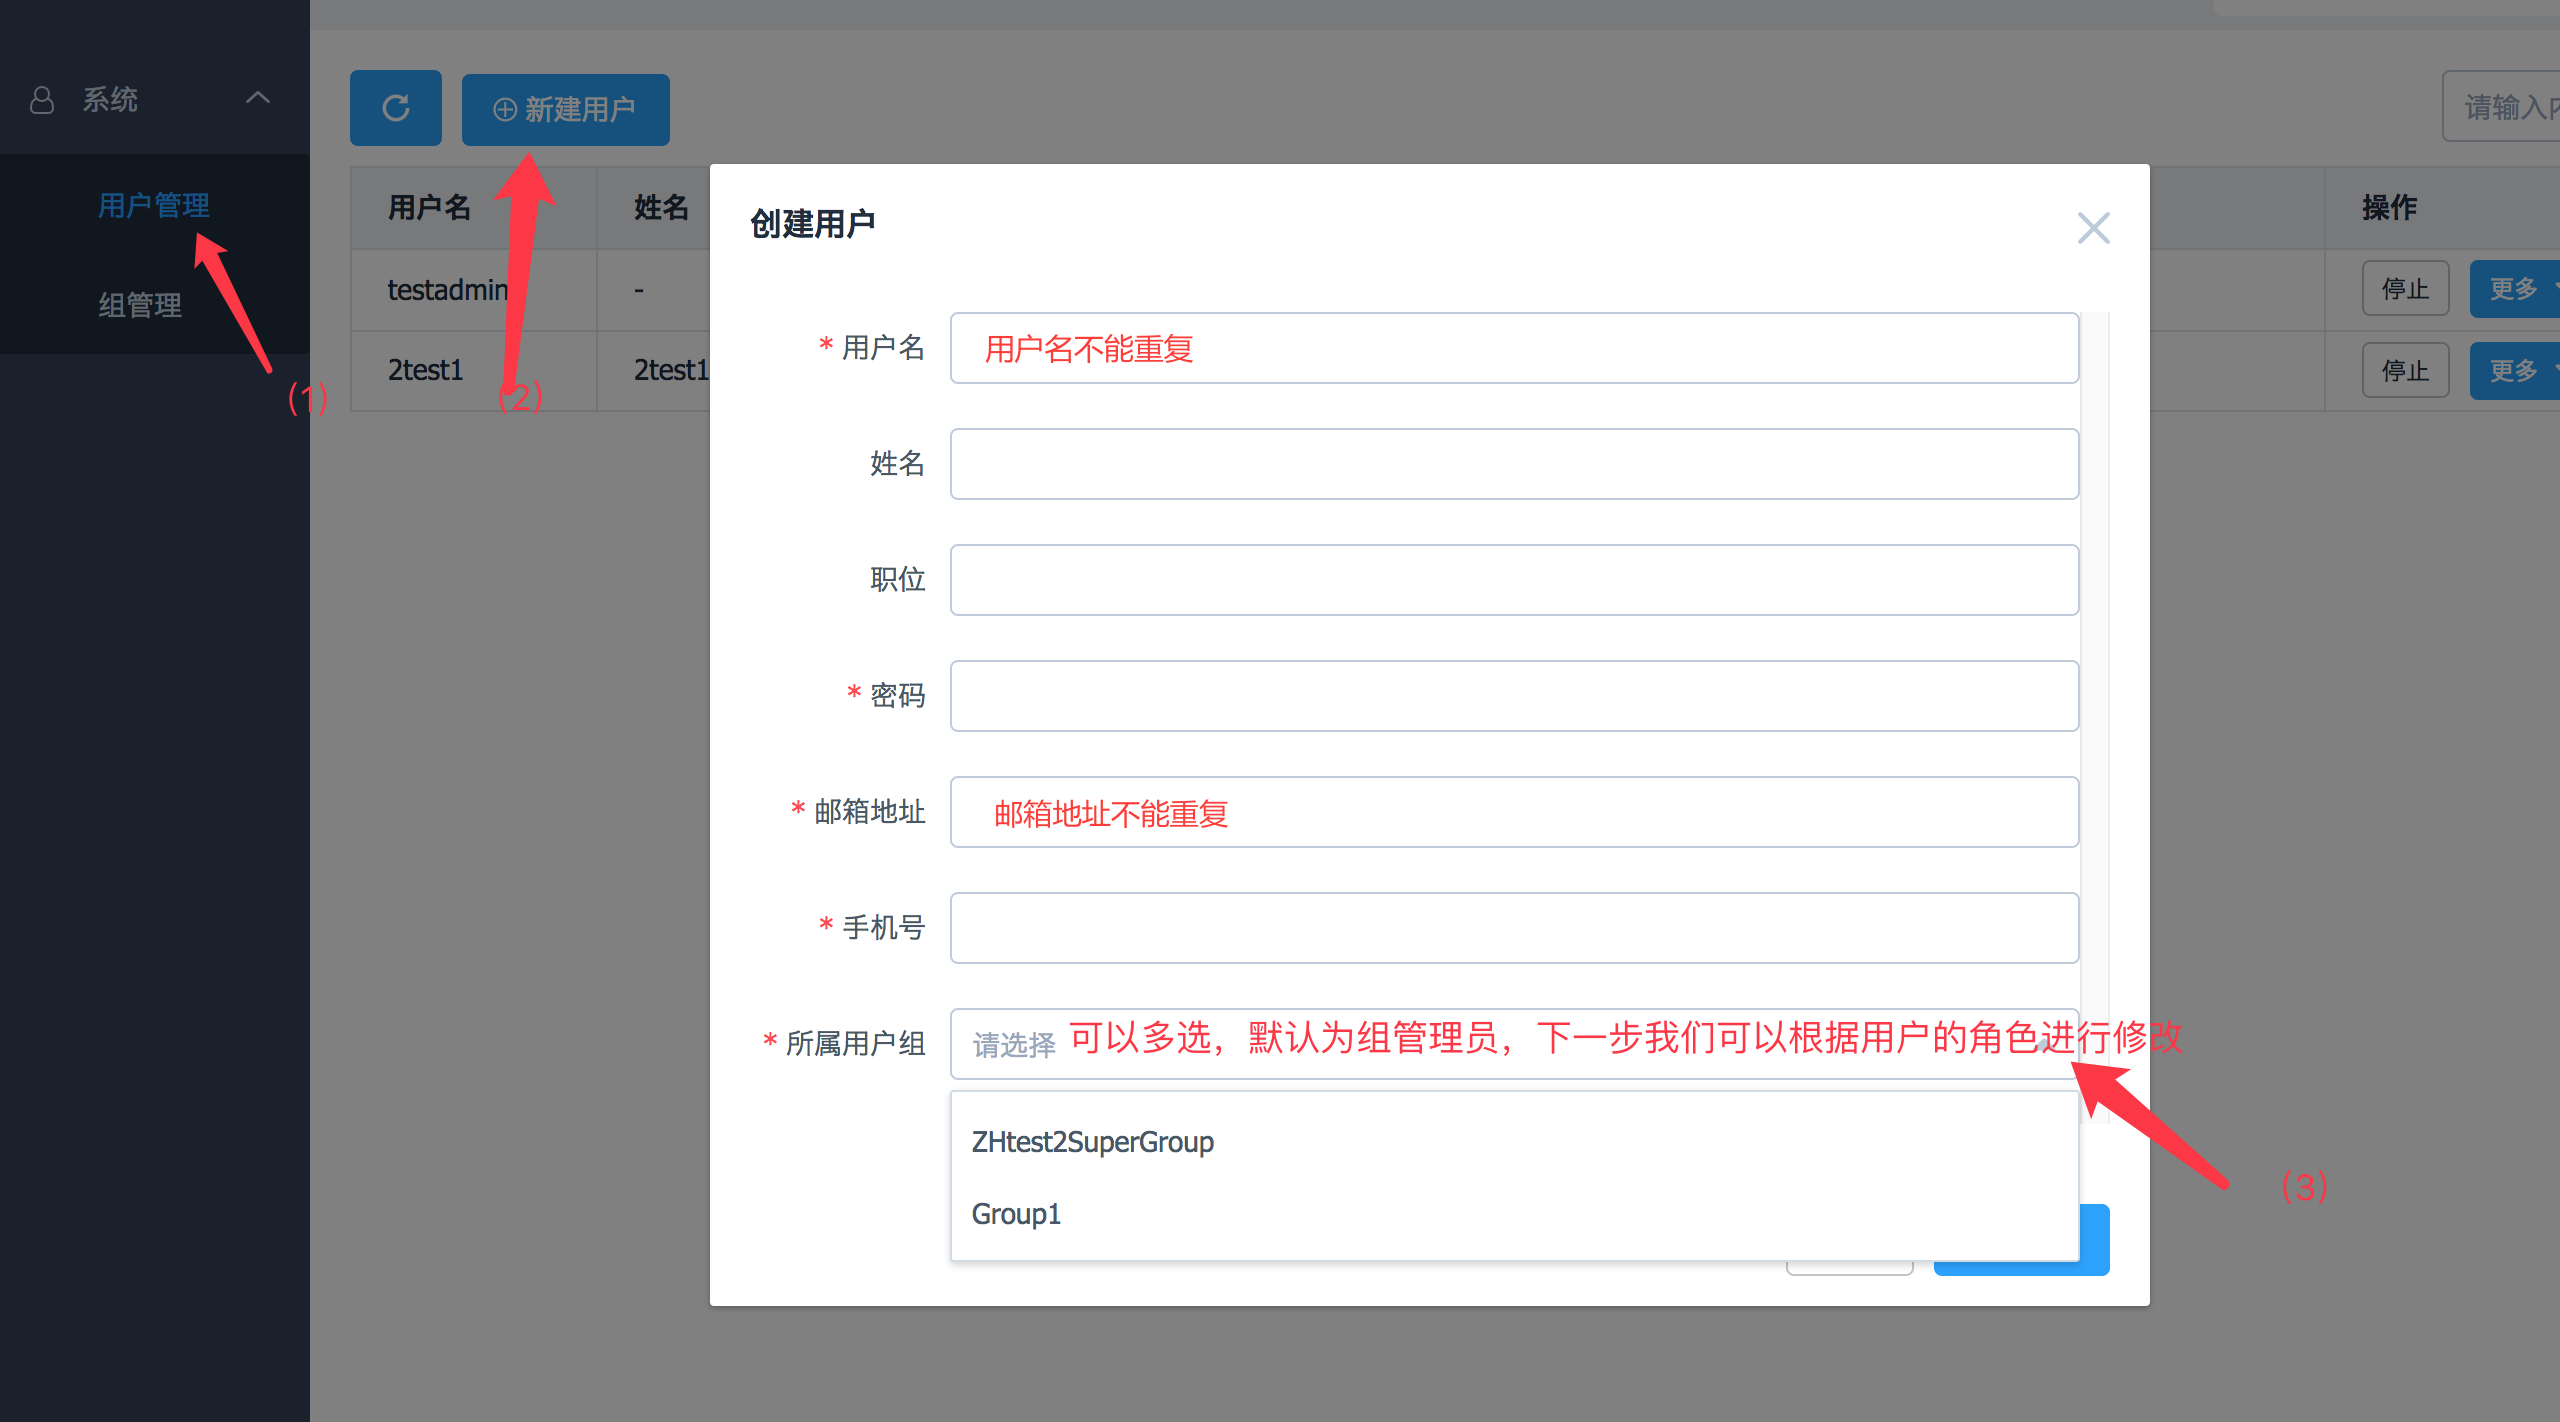 系统
用户管理
组管理
(1)
新建用户
请输入
用户名
姓名
操作
testadmin
-
停止
更多
2test1
2test1
停止
更多
(2)
创建用户
* 用户名
用户名不能重复
姓名
职位
* 密码
* 邮箱地址
邮箱地址不能重复
* 手机号
* 所属用户组
请选择
可以多选，默认为组管理员，下一步我们可以根据用户的角色进行修改
ZHtest2SuperGroup
Group1
(3)